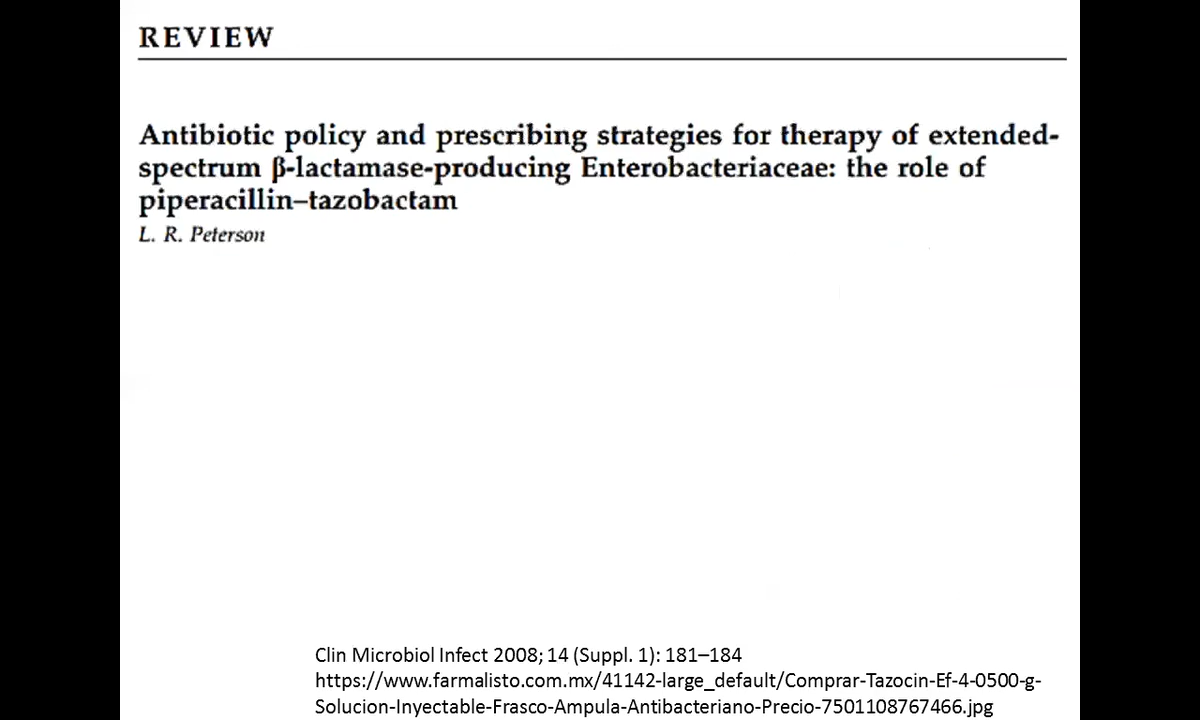 REVIEW
Antibiotic policy and prescribing strategies for therapy of extended-
spectrum β-lactamase-producing Enterobacteriaceae: the role of
piperacillin–tazobactam
L. R. Peterson
Clin Microbiol Infect 2008; 14 (Suppl. 1): 181–184
https://www.farmalisto.com.mx/41142-large_default/Comprar-Tazocin-Ef-4-0500-g-
Solucion-Inyectable-Frasco-Ampula-Antibacteriano-Precio-7501108767466.jpg